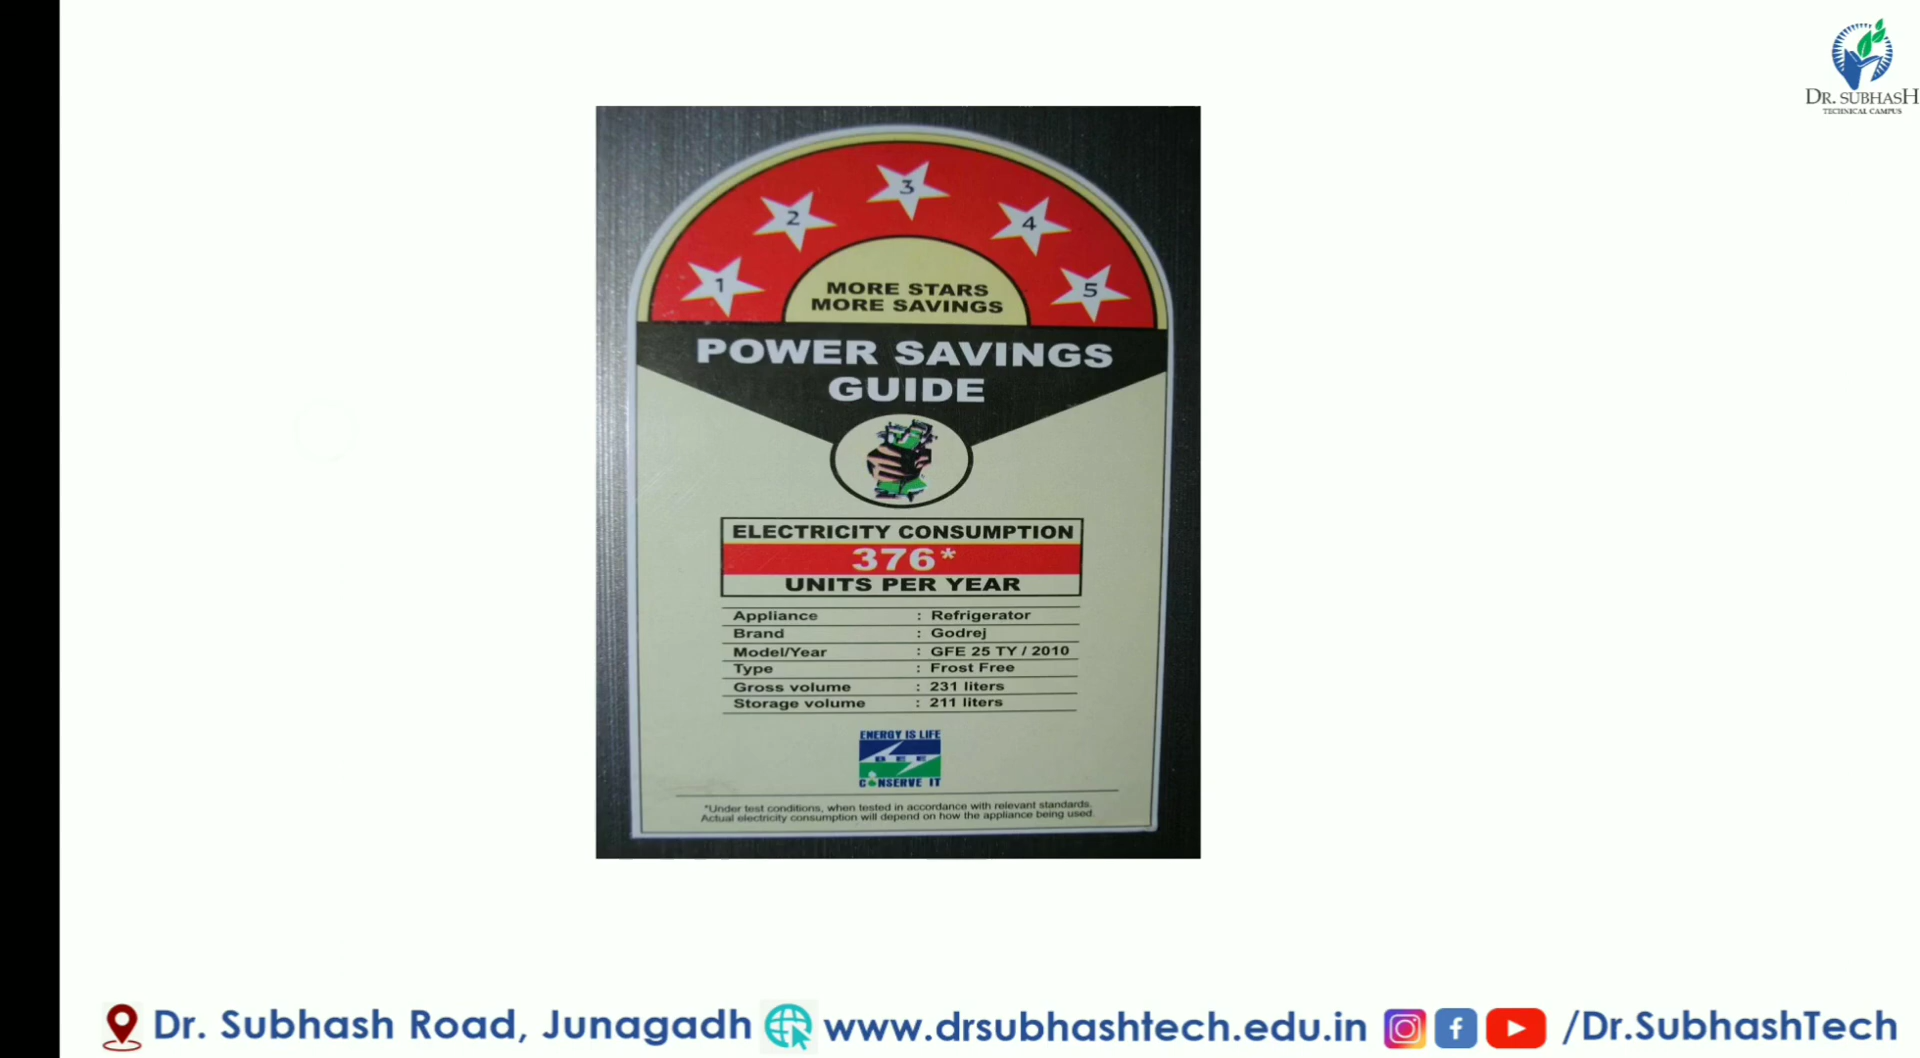 DR. SUBHASH
TECHNICAL CAMPUS
1
2
3
4
5
MORE STARS
MORE SAVINGS
POWER SAVINGS
GUIDE
ELECTRICITY CONSUMPTION
376*
UNITS PER YEAR
Appliance : Refrigerator
Brand : Godrej
Model/Year : GFE 25 TY / 2010
Type : Frost Free
Gross volume : 231 liters
Storage volume : 211 liters
ENERGY IS LIFE
BEE
CONSERVE IT
*Under test conditions, when tested in accordance with relevant standards.
Actual electricity consumption will depend on how the appliance being used.
Dr. Subhash Road, Junagadh www.drsubhashtech.edu.in /Dr.SubhashTech